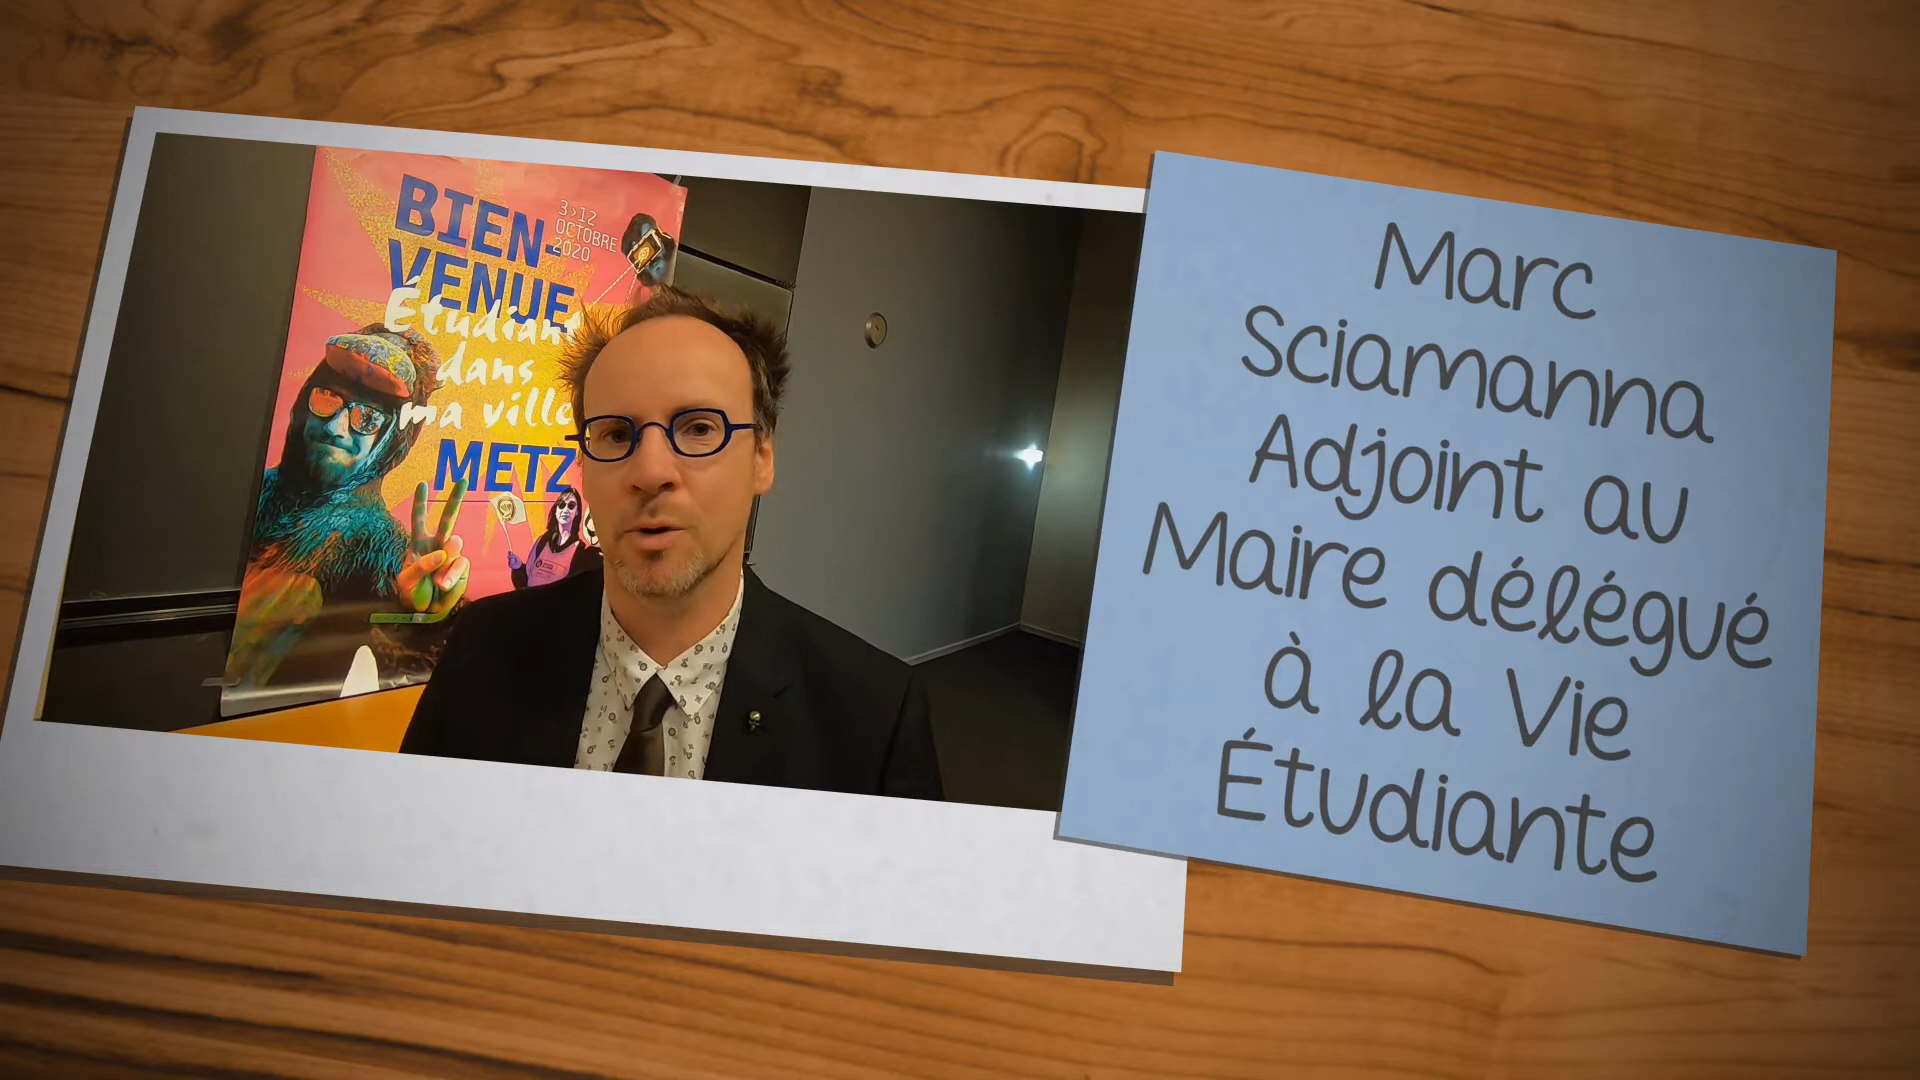 BIEN-
VENUE
3>12
OCTOBRE
2020
Étudiant
dans
ma ville
METZ
Marc
Sciamanna
Adjoint au
Maire délégué
à la Vie
Étudiante